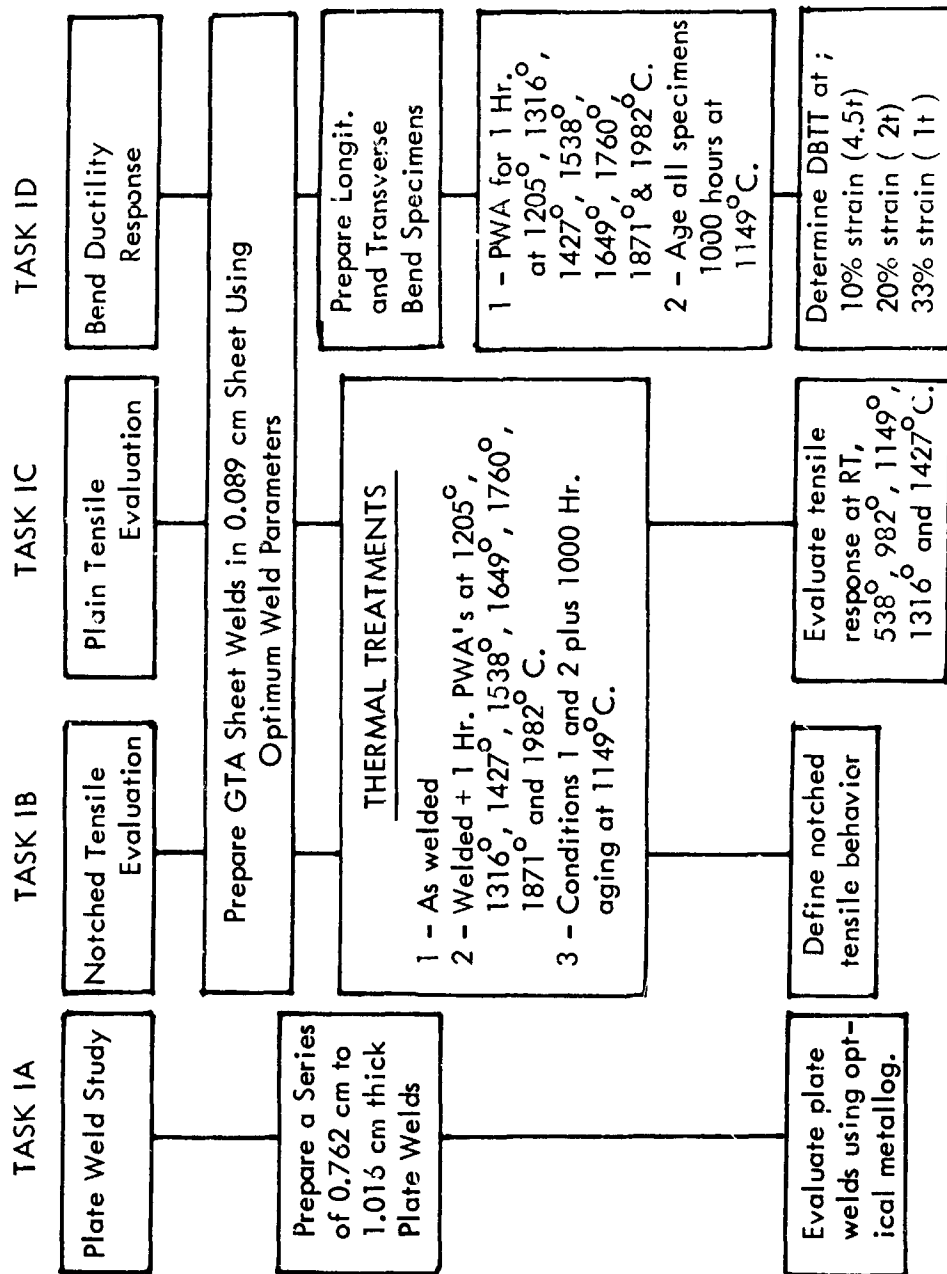 TASK IA
Plate Weld Study
Prepare a Series
of 0.762 cm to
1.016 cm thick
Plate Welds
Evaluate plate
welds using opt-
ical metallog.
TASK IB
Notched Tensile
Evaluation
TASK IC
Plain Tensile
Evaluation
TASK ID
Bend Ductility
Response
Prepare GTA Sheet Welds in 0.089 cm Sheet Using
Optimum Weld Parameters
THERMAL TREATMENTS
1 - As welded
2 - Welded + 1 Hr. PWA's at 1205°,
1316°, 1427°, 1538°, 1649°, 1760°,
1871° and 1982° C.
3 - Conditions 1 and 2 plus 1000 Hr.
aging at 1149°C.
Define notched
tensile behavior
Evaluate tensile
response at RT,
538°, 982°, 1149°,
1316° and 1427°C.
Prepare Longit.
and Transverse
Bend Specimens
1 - PWA for 1 Hr.
at 1205°, 1316°,
1427°, 1538°,
1649°, 1760°,
1871° & 1982°C.
2 - Age all specimens
1000 hours at
1149°C.
Determine DBTT at ;
10% strain (4.5t)
20% strain ( 2t)
33% strain ( 1t )